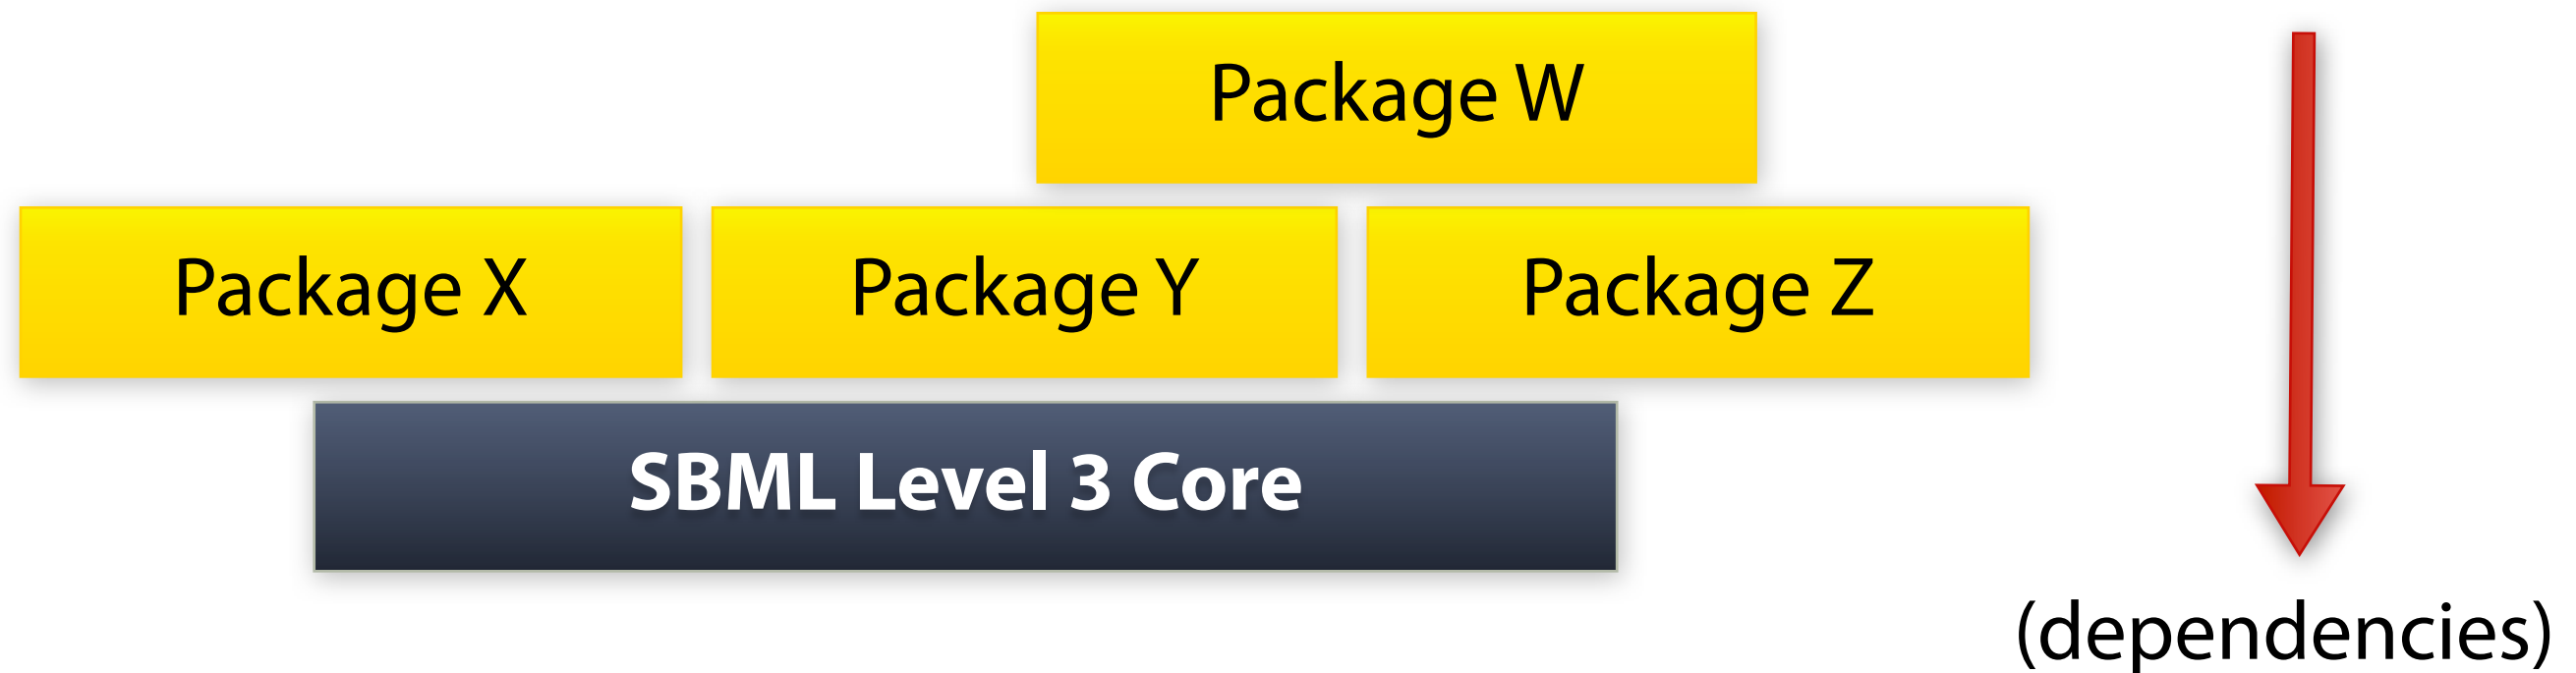 Package W
Package X
Package Y
Package Z
SBML Level 3 Core
(dependencies)